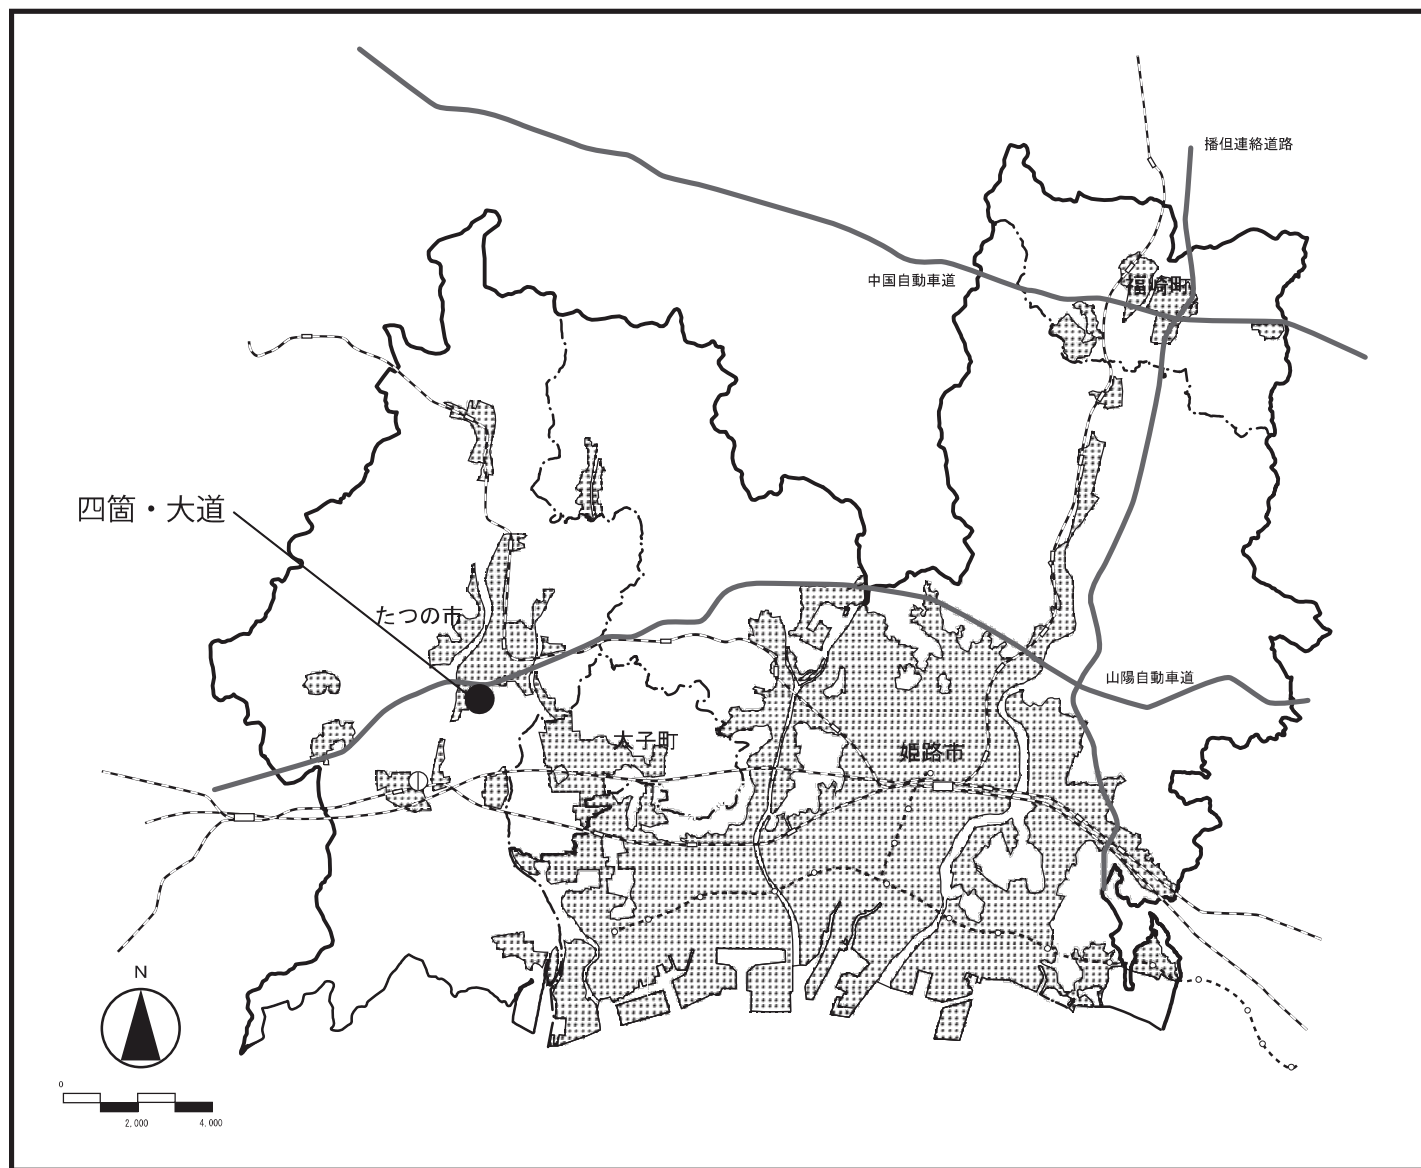 播但連絡道路
中国自動車道
福崎町
四箇・大道
たつの市
山陽自動車道
太子町
姫路市
N
0
2,000
4,000